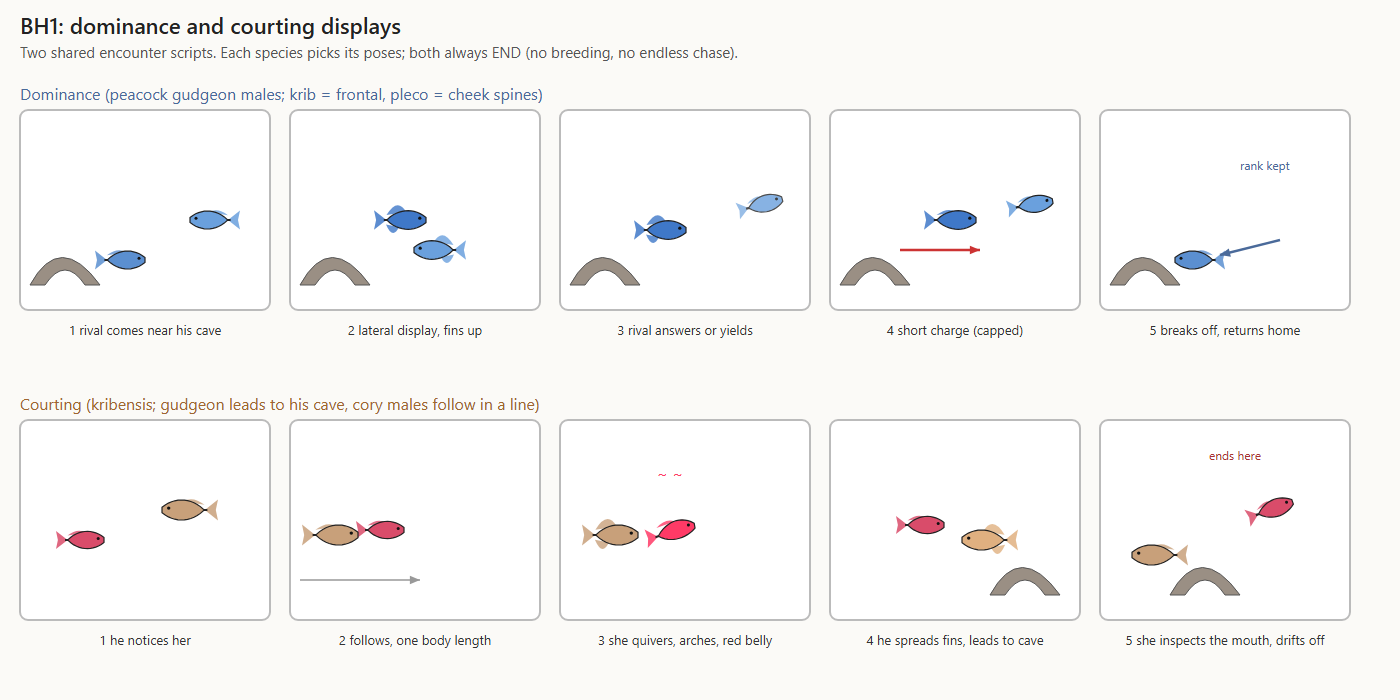 BH1: dominance and courting displays
Two shared encounter scripts. Each species picks its poses; both always END (no breeding, no endless chase).
Dominance (peacock gudgeon males; krib = frontal, pleco = cheek spines)
rank kept
1 rival comes near his cave
2 lateral display, fins up
3 rival answers or yields
4 short charge (capped)
5 breaks off, returns home
Courting (kribensis; gudgeon leads to his cave, cory males follow in a line)
~ ~
ends here
1 he notices her
2 follows, one body length
3 she quivers, arches, red belly
4 he spreads fins, leads to cave
5 she inspects the mouth, drifts off